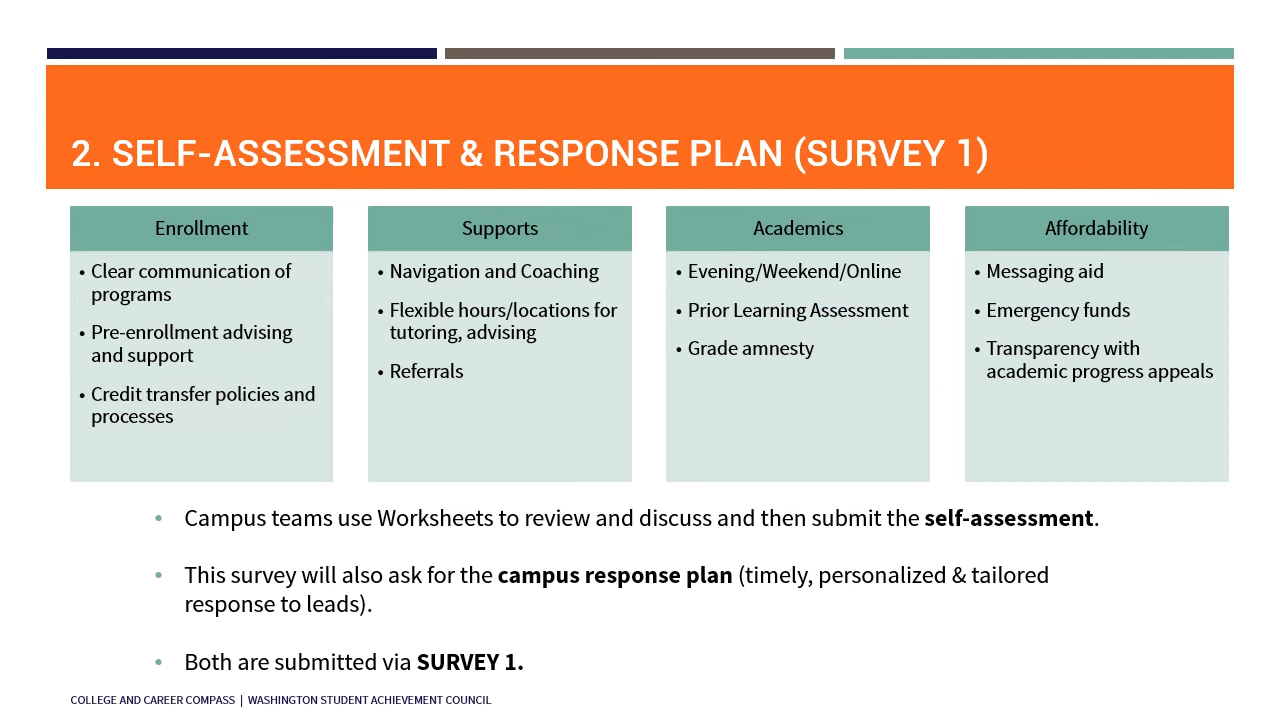 2. SELF-ASSESSMENT & RESPONSE PLAN (SURVEY 1)
Enrollment
• Clear communication of
programs
• Pre-enrollment advising
and support
• Credit transfer policies and
processes
Supports
• Navigation and Coaching
• Flexible hours/locations for
tutoring, advising
• Referrals
Academics
• Evening/Weekend/Online
• Prior Learning Assessment
• Grade amnesty
Affordability
• Messaging aid
• Emergency funds
• Transparency with
academic progress appeals
• Campus teams use Worksheets to review and discuss and then submit the self-assessment.
• This survey will also ask for the campus response plan (timely, personalized & tailored
response to leads).
• Both are submitted via SURVEY 1.
COLLEGE AND CAREER COMPASS | WASHINGTON STUDENT ACHIEVEMENT COUNCIL